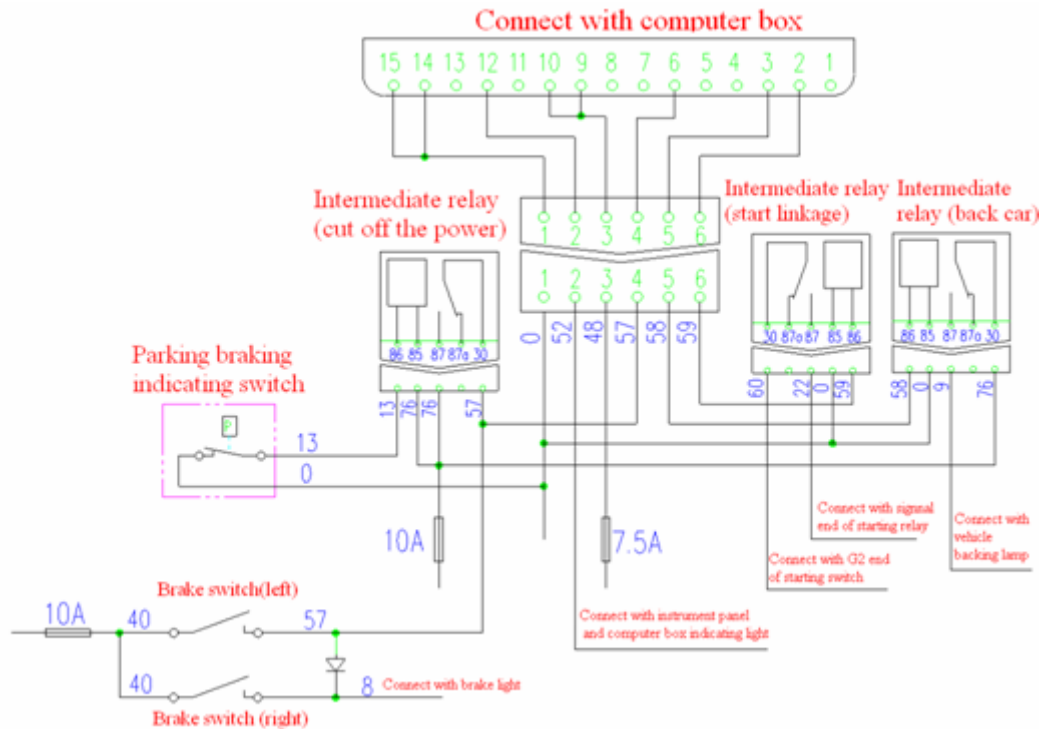 Connect with computer box
15 14 13 12 11 10 9 8 7 6 5 4 3 2 1
Intermediate relay
(cut off the power)
Intermediate relay
(start linkage)
Intermediate
relay (back car)
1 2 3 4 5 6
1 2 3 4 5 6
86 85 87 87a 30
30 87a 87 85 86
86 85 87 87a 30
0 52 48 57 58 59
13 76 76 57
60 22 0 59
58 0 9 76
Parking braking
indicating switch
P
13
0
10A
7.5A
Connect with signnal
end of starting relay
Connect with
vehicle
backing lamp
Connect with G2 end
of starting switch
Connect with instrument panel
and computer box indicating light
Brake switch(left)
10A
40
57
40
8
Connect with brake light
Brake switch (right)